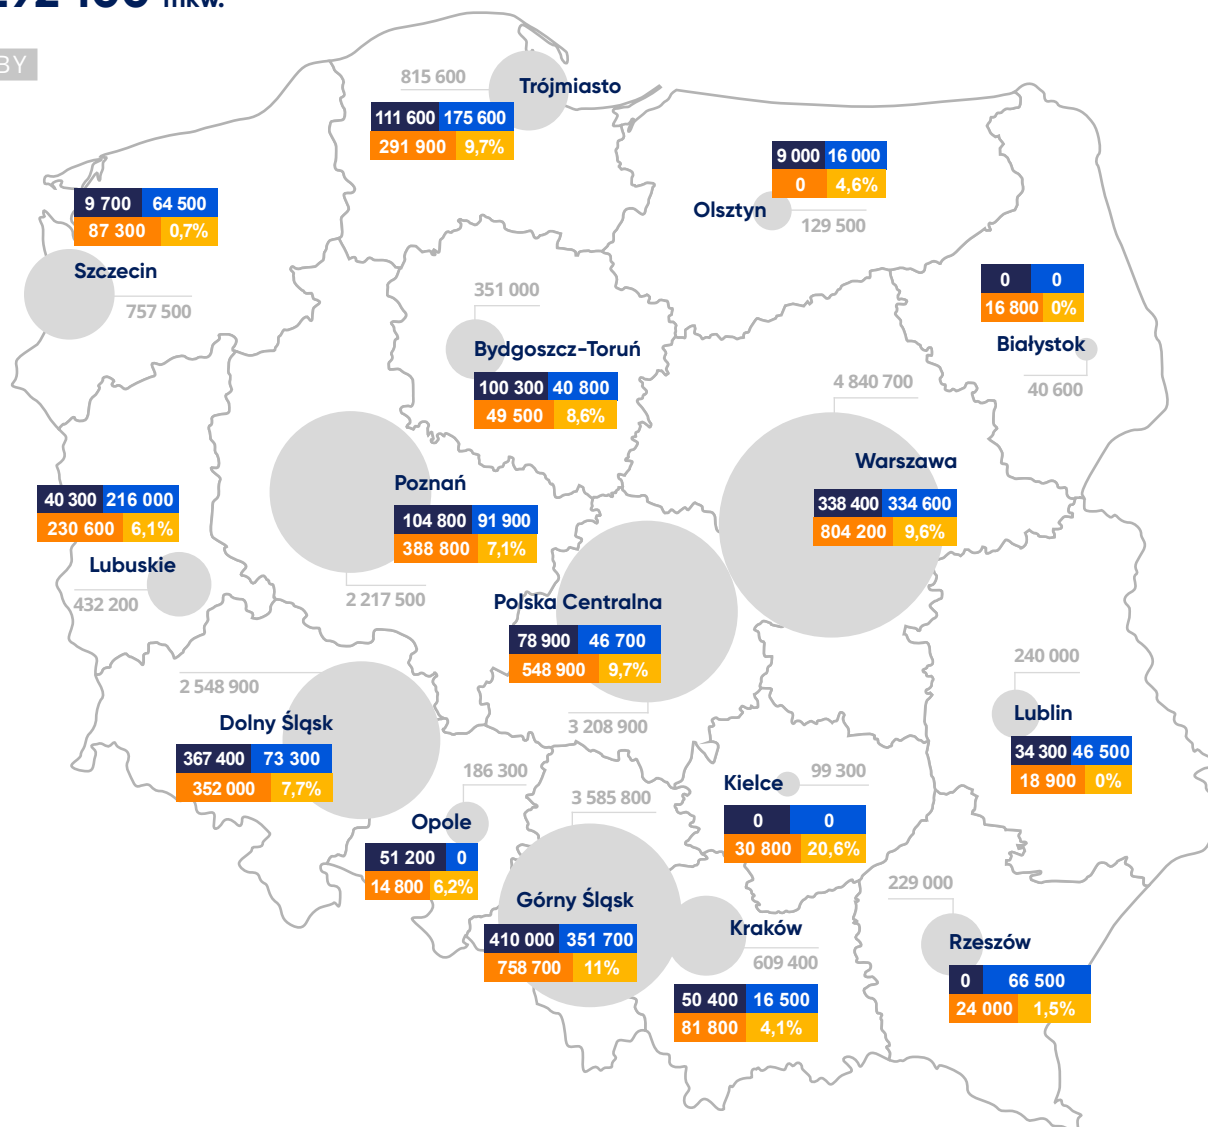 mkw.
BY
815 600
Trójmiasto
111 600 175 600
291 900 9,7%
9 000 16 000
0 4,6%
Olsztyn
129 500
9 700 64 500
87 300 0,7%
Szczecin
757 500
0 0
16 800 0%
Białystok
40 600
351 000
Bydgoszcz-Toruń
100 300 40 800
49 500 8,6%
4 840 700
Warszawa
338 400 334 600
804 200 9,6%
Poznań
104 800 91 900
388 800 7,1%
2 217 500
40 300 216 000
230 600 6,1%
Lubuskie
432 200
Polska Centralna
78 900 46 700
548 900 9,7%
3 208 900
2 548 900
Dolny Śląsk
367 400 73 300
352 000 7,7%
240 000
Lublin
34 300 46 500
18 900 0%
186 300
Opole
51 200 0
14 800 6,2%
3 585 800
Górny Śląsk
410 000 351 700
758 700 11%
Kielce
99 300
0 0
30 800 20,6%
Kraków
609 400
50 400 16 500
81 800 4,1%
229 000
Rzeszów
0 66 500
24 000 1,5%